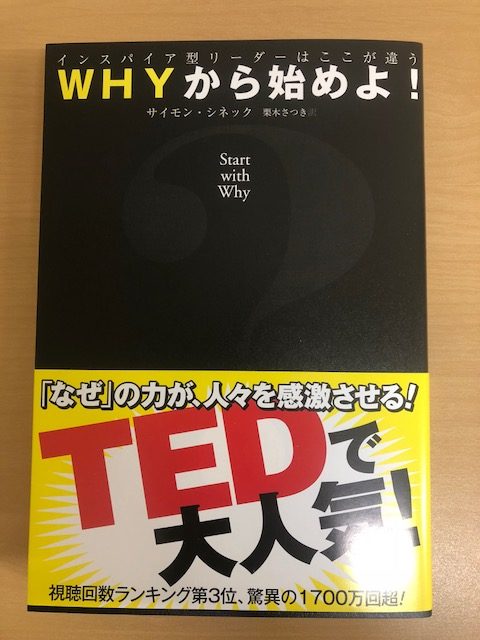 インスパイア型リーダーはここが違う
WHYから始めよ!
サイモン・シネック 栗木さつき訳
Start
with
Why
「なぜ」の力が、人々を感激させる!
TEDで
大人気!
視聴回数ランキング第3位、驚異の1700万回超!